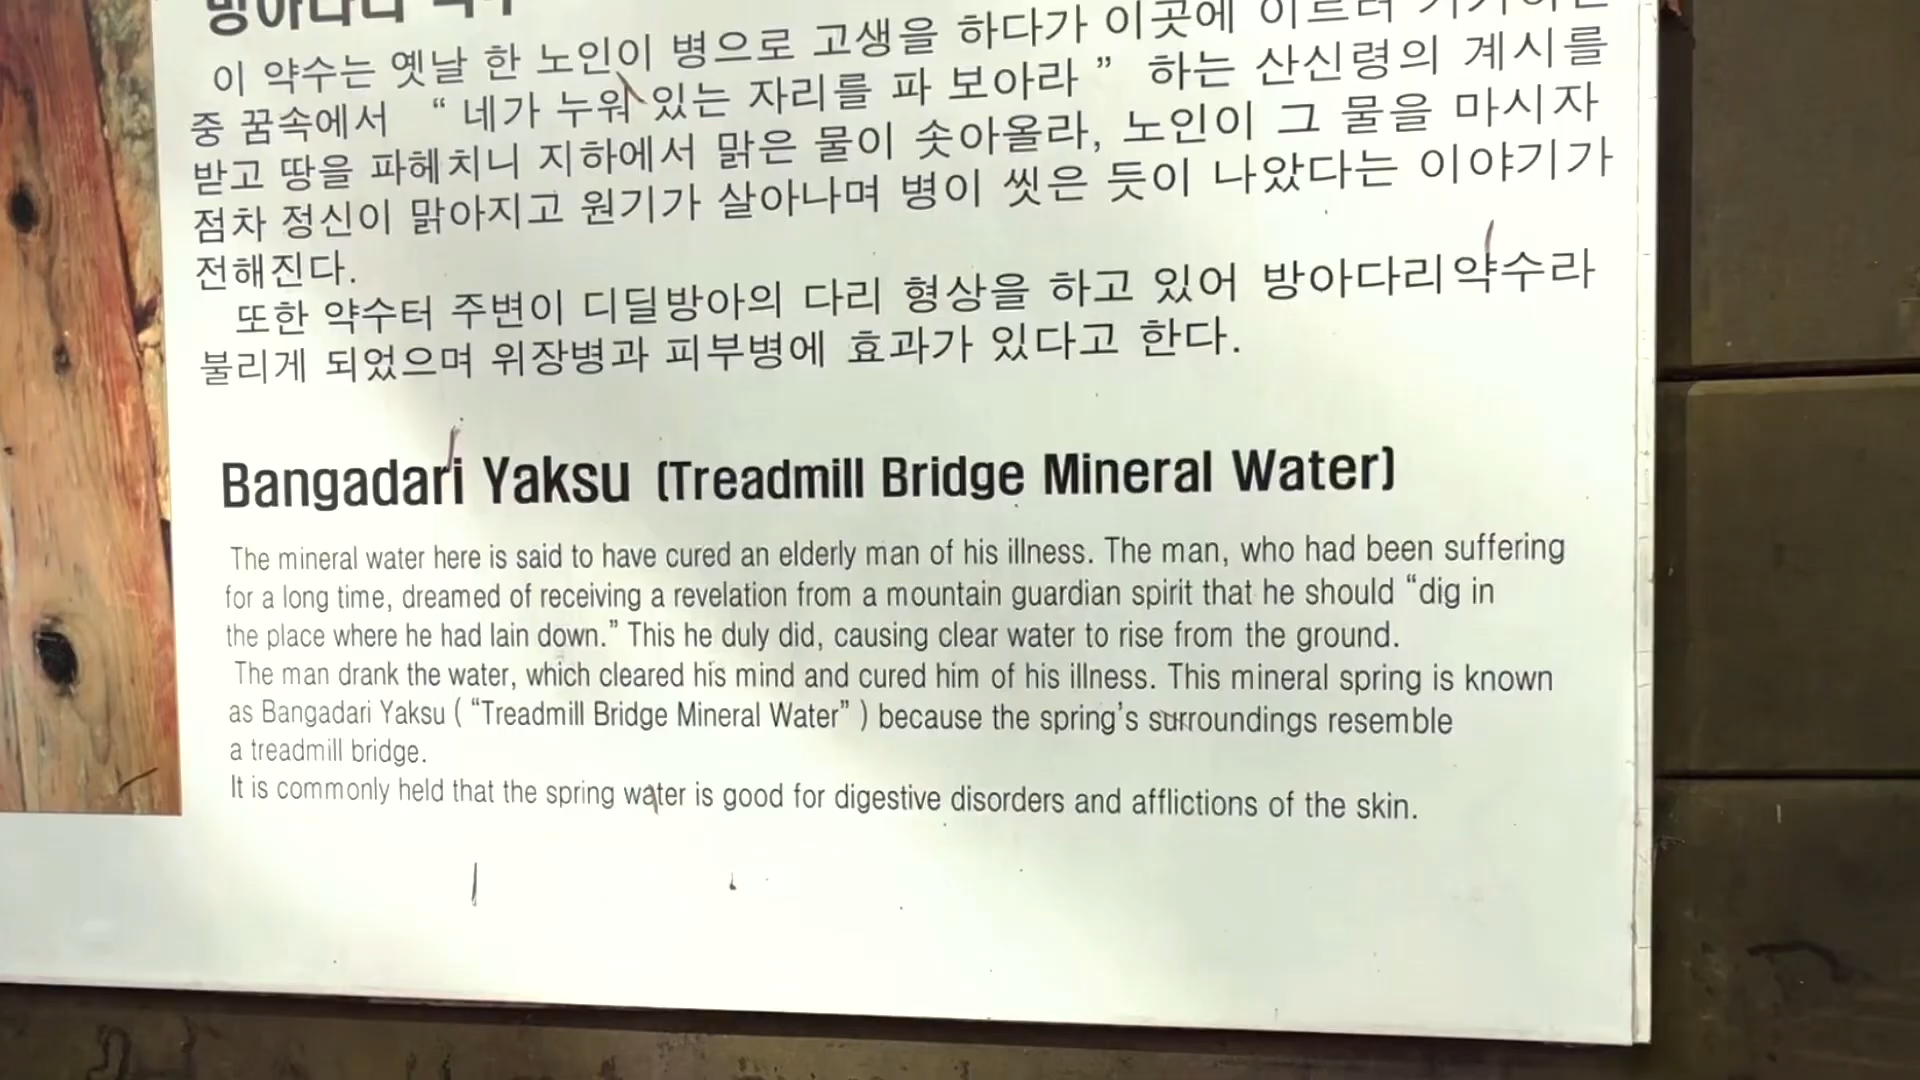 방아다리 약수
이 약수는 옛날 한 노인이 병으로 고생을 하다가 이곳에 이르러
중 꿈속에서 “ 네가 누워 있는 자리를 파 보아라 ” 하는 산신령의 계시를
받고 땅을 파헤치니 지하에서 맑은 물이 솟아올라, 노인이 그 물을 마시자
점차 정신이 맑아지고 원기가 살아나며 병이 씻은 듯이 나았다는 이야기가
전해진다.
또한 약수터 주변이 디딜방아의 다리 형상을 하고 있어 방아다리약수라
불리게 되었으며 위장병과 피부병에 효과가 있다고 한다.
Bangadari Yaksu (Treadmill Bridge Mineral Water)
The mineral water here is said to have cured an elderly man of his illness. The man, who had been suffering
for a long time, dreamed of receiving a revelation from a mountain guardian spirit that he should “dig in
the place where he had lain down.” This he duly did, causing clear water to rise from the ground.
The man drank the water, which cleared his mind and cured him of his illness. This mineral spring is known
as Bangadari Yaksu ( “Treadmill Bridge Mineral Water” ) because the spring’s surroundings resemble
a treadmill bridge.
It is commonly held that the spring water is good for digestive disorders and afflictions of the skin.